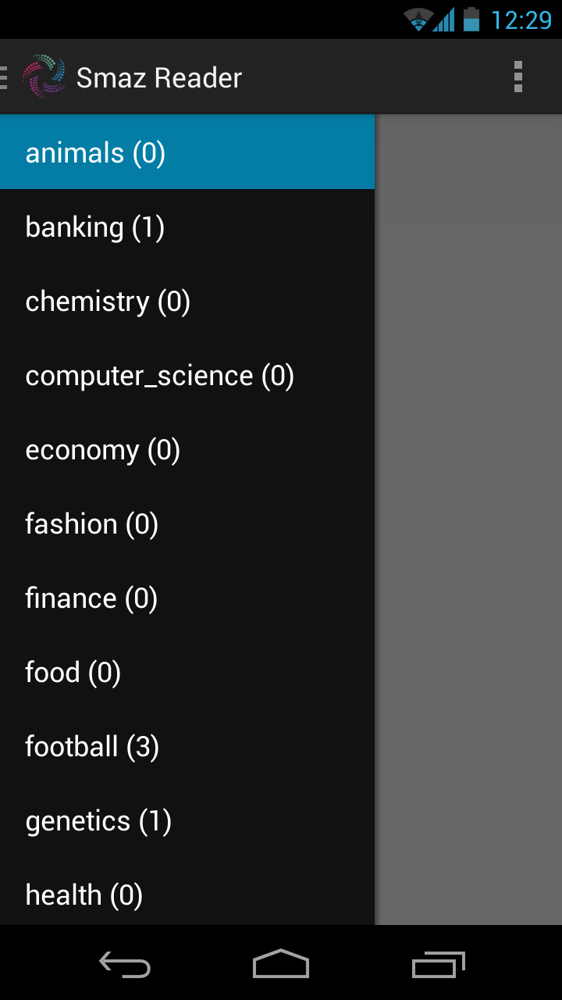 12:29
Smaz Reader
animals (0)
banking (1)
chemistry (0)
computer_science (0)
economy (0)
fashion (0)
finance (0)
food (0)
football (3)
genetics (1)
health (0)